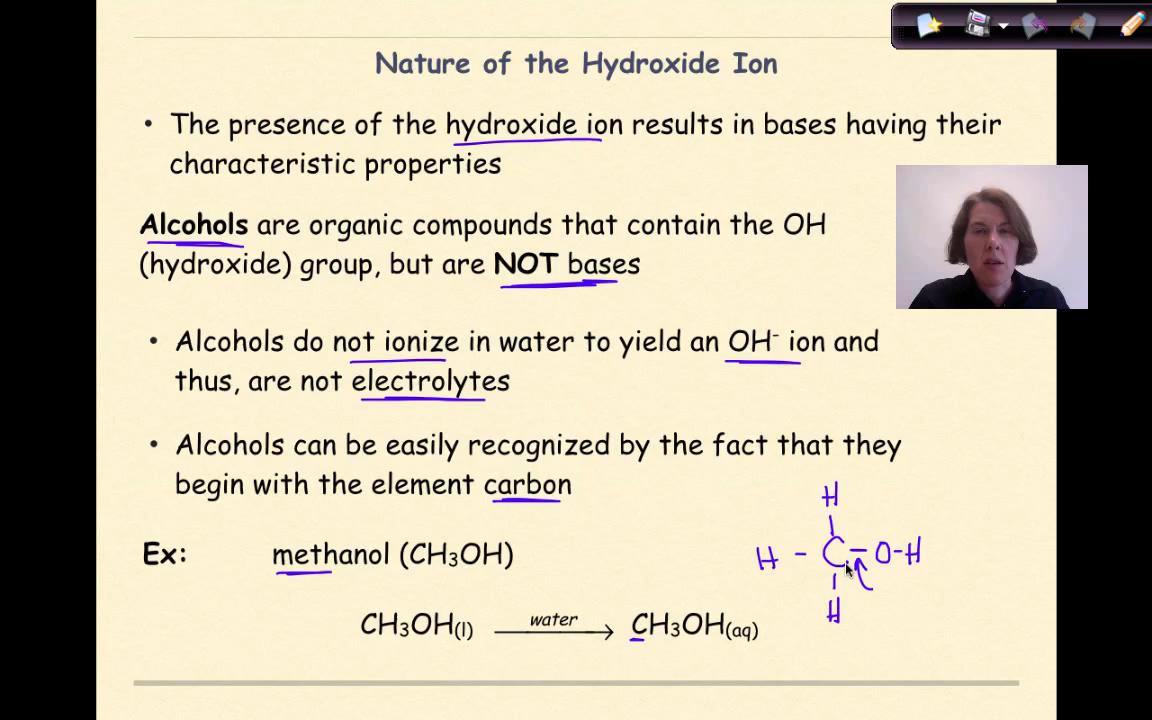 Nature of the Hydroxide Ion
• The presence of the hydroxide ion results in bases having their
characteristic properties
Alcohols are organic compounds that contain the OH
(hydroxide) group, but are NOT bases
• Alcohols do not ionize in water to yield an OH⁻ ion and
thus, are not electrolytes
• Alcohols can be easily recognized by the fact that they
begin with the element carbon
H
Ex: methanol (CH₃OH)
H - C - O-H
H
CH₃OH(l) water → CH₃OH(aq)